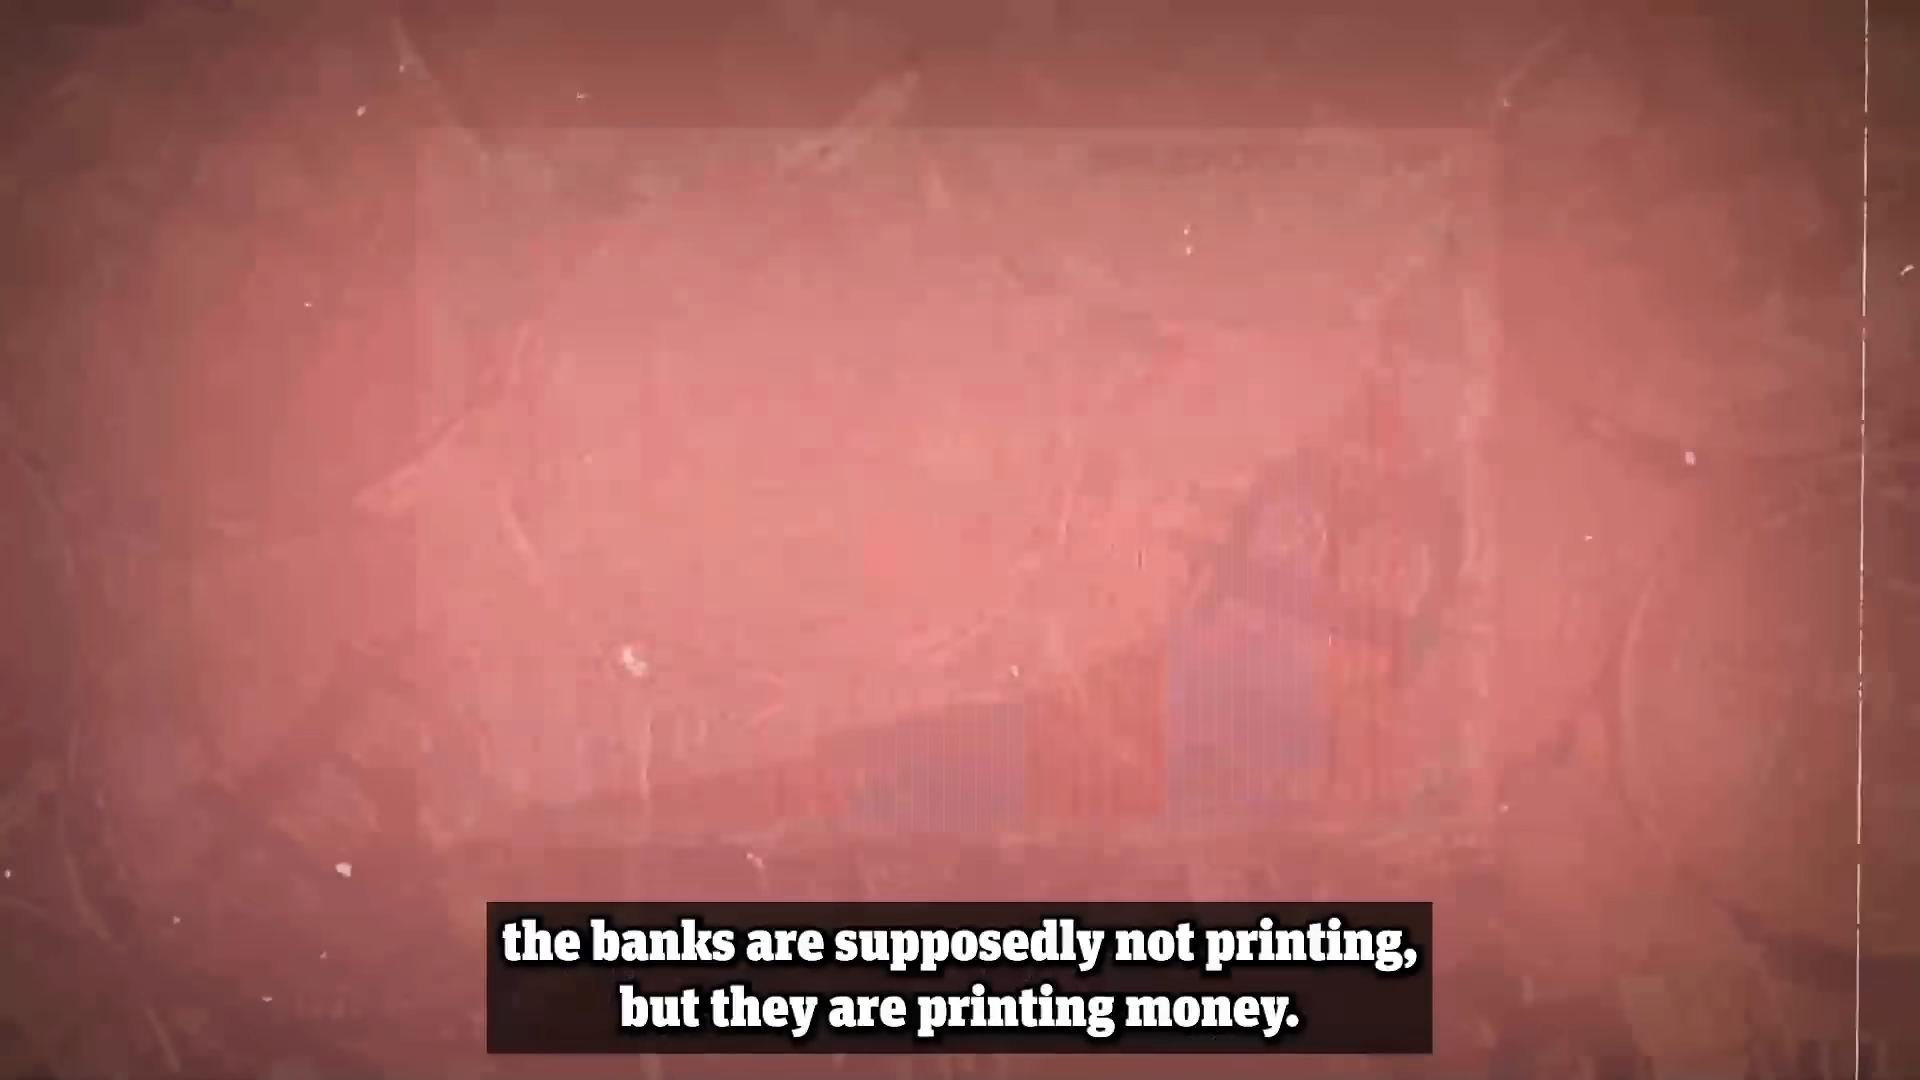 the banks are supposedly not printing,
but they are printing money.